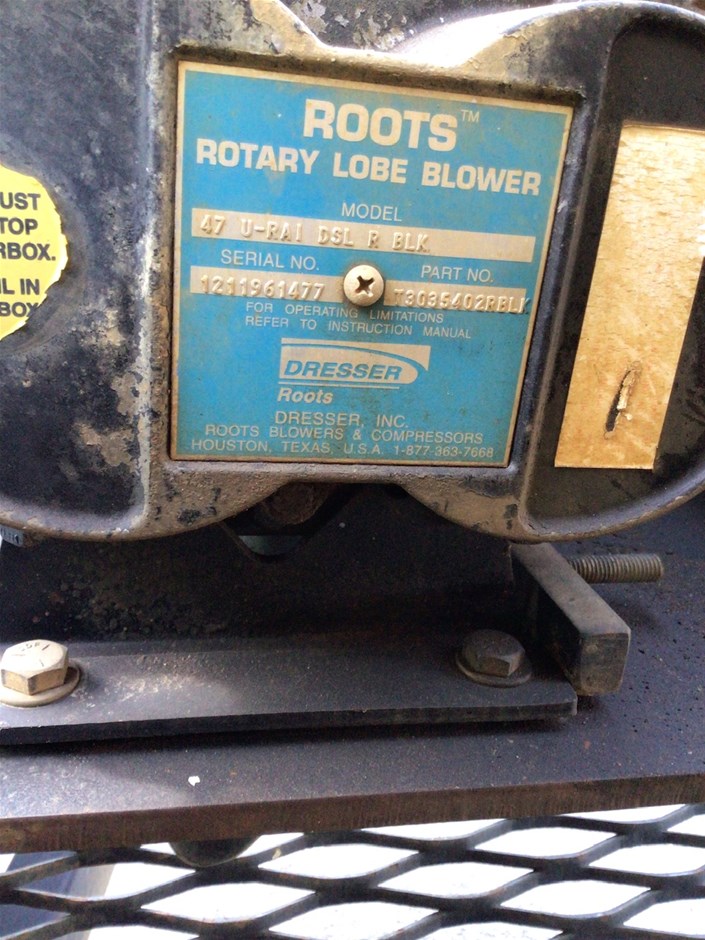 ROOTS™
ROTARY LOBE BLOWER
MODEL
47 U-RAI DSL R BLK
SERIAL NO. PART NO.
1211961477 T3035402RBLK
FOR OPERATING LIMITATIONS
REFER TO INSTRUCTION MANUAL
DRESSER
Roots
DRESSER, INC.
ROOTS BLOWERS & COMPRESSORS
HOUSTON, TEXAS, U.S.A. 1-877-363-7668
UST
TOP
RBOX.
IL IN
BOX